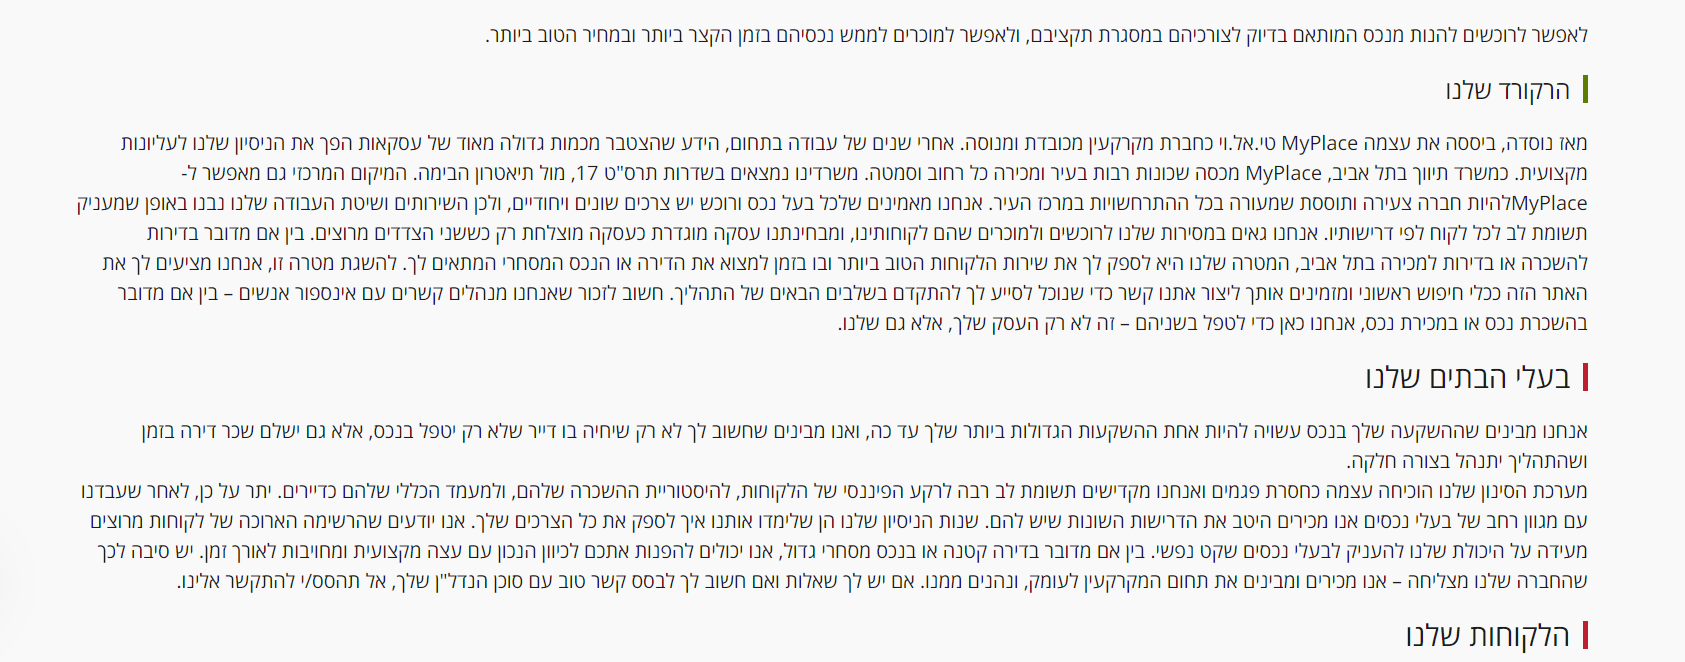 לאפשר לרוכשים להנות מנכס המותאם בדיוק לצורכיהם במסגרת תקציבם, ולאפשר למוכרים לממש נכסיהם בזמן הקצר ביותר ובמחיר הטוב ביותר.
הרקורד שלנו
מאז נוסדה, ביססה את עצמה MyPlace טי.אל.וי כחברת מקרקעין מכובדת ומנוסה. אחרי שנים של עבודה בתחום, הידע שהצטבר מכמות גדולה מאוד של עסקאות הפך את הניסיון שלנו לעליונות
מקצועית. כמשרד תיווך בתל אביב, MyPlace מכסה שכונות רבות בעיר ומכירה כל רחוב וסמטה. משרדינו נמצאים בשדרות תרס"ט 17, מול תיאטרון הבימה. המיקום המרכזי גם מאפשר ל-
MyPlaceלהיות חברה צעירה ותוססת שמעורה בכל ההתרחשויות במרכז העיר. אנחנו מאמינים שלכל בעל נכס ורוכש יש צרכים שונים ויחודיים, ולכן השירותים ושיטת העבודה שלנו נבנו באופן שמעניק
תשומת לב לכל לקוח לפי דרישותיו. אנחנו גאים במסירות שלנו לרוכשים ולמוכרים שהם לקוחותינו, ומבחינתנו עסקה מוגדרת כעסקה מוצלחת רק כששני הצדדים מרוצים. בין אם מדובר בדירות
להשכרה או בדירות למכירה בתל אביב, המטרה שלנו היא לספק לך את שירות הלקוחות הטוב ביותר ובו בזמן למצוא את הדירה או הנכס המסחרי המתאים לך. להשגת מטרה זו, אנחנו מציעים לך את
האתר הזה ככלי חיפוש ראשוני ומזמינים אותך ליצור אתנו קשר כדי שנוכל לסייע לך להתקדם בשלבים הבאים של התהליך. חשוב לזכור שאנחנו מנהלים קשרים עם אינספור אנשים – בין אם מדובר
בהשכרת נכס או במכירת נכס, אנחנו כאן כדי לטפל בשניהם – זה לא רק העסק שלך, אלא גם שלנו.
בעלי הבתים שלנו
אנחנו מבינים שההשקעה שלך בנכס עשויה להיות אחת ההשקעות הגדולות ביותר שלך עד כה, ואנו מבינים שחשוב לך לא רק שיחיה בו דייר שלא רק יטפל בנכס, אלא גם ישלם שכר דירה בזמן
ושהתהליך יתנהל בצורה חלקה.
מערכת הסינון שלנו הוכיחה עצמה כחסרת פגמים ואנחנו מקדישים תשומת לב רבה לרקע הפיננסי של הלקוחות, להיסטוריית ההשכרה שלהם, ולמעמד הכללי שלהם כדיירים. יתר על כן, לאחר שעבדנו
עם מגוון רחב של בעלי נכסים אנו מכירים היטב את הדרישות השונות שיש להם. שנות הניסיון שלנו הן שלימדו אותנו איך לספק את כל הצרכים שלך. אנו יודעים שהרשימה הארוכה של לקוחות מרוצים
מעידה על היכולת שלנו להעניק לבעלי נכסים שקט נפשי. בין אם מדובר בדירה קטנה או בנכס מסחרי גדול, אנו יכולים להפנות אתכם לכיוון הנכון עם עצה מקצועית ומחויבות לאורך זמן. יש סיבה לכך
שהחברה שלנו מצליחה – אנו מכירים ומבינים את תחום המקרקעין לעומק, ונהנים ממנו. אם יש לך שאלות ואם חשוב לך לבסס קשר טוב עם סוכן הנדל"ן שלך, אל תהסס/י להתקשר אלינו.
הלקוחות שלנו